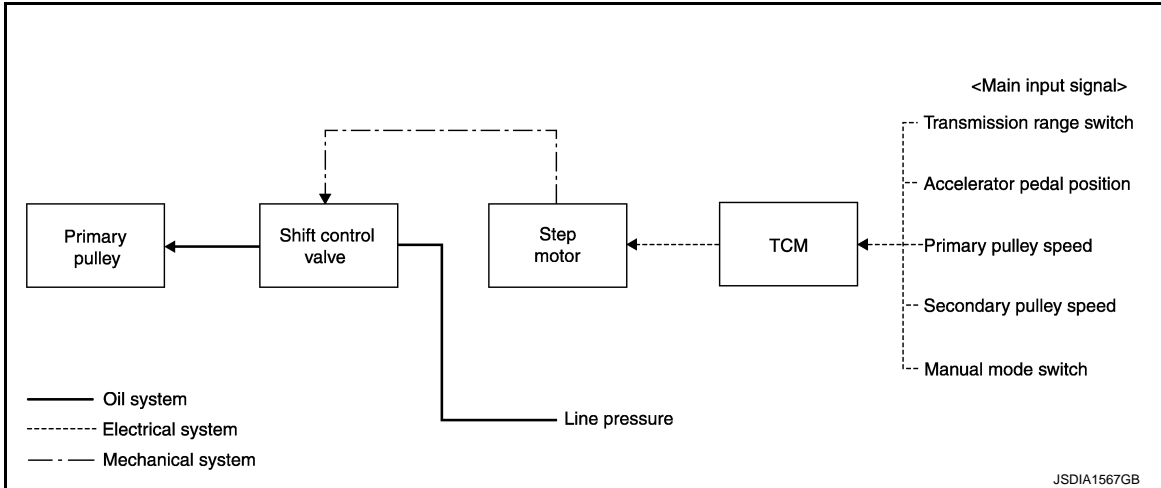 <Main input signal>
Transmission range switch
Accelerator pedal position
Primary pulley speed
Secondary pulley speed
Manual mode switch
Primary
pulley
Shift control
valve
Step
motor
TCM
Line pressure
Oil system
Electrical system
Mechanical system
JSDIA1567GB